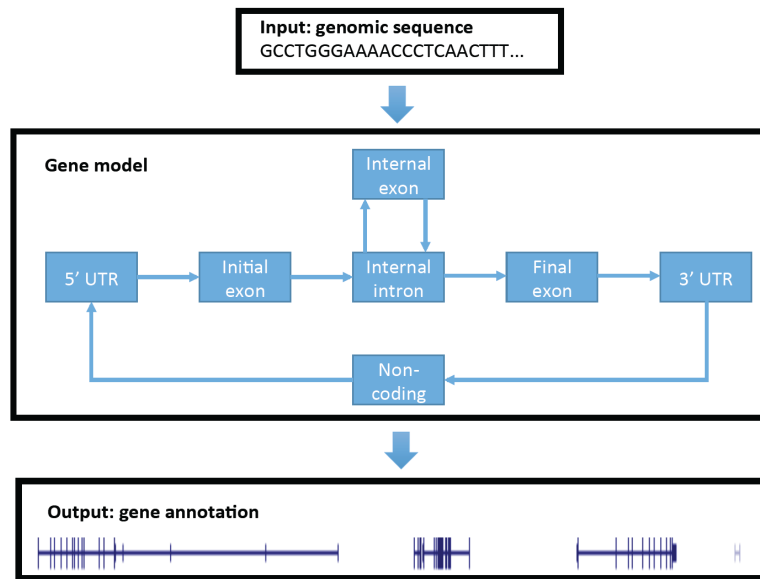 Input: genomic sequence
GCCTGGGAAAACCCTCAACTTT...
Gene model
Internal
exon
5′ UTR
Initial
exon
Internal
intron
Final
exon
3′ UTR
Non-
coding
Output: gene annotation